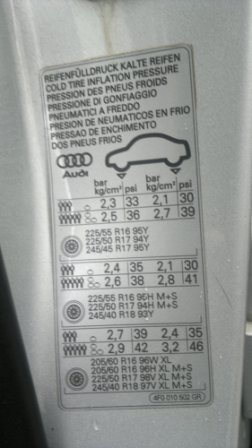 REIFENFÜLLDRUCK KALTE REIFEN
COLD TIRE INFLATION PRESSURE
PRESSION DES PNEUS FROIDS
PRESSIONE DI GONFIAGGIO
PNEUMATICI A FREDDO
PRESION DE NEUMATICOS EN FRIO
PRESSAO DE ENCHIMENTO
DOS PNEUS FRIOS
Audi
bar kg/cm² psi bar kg/cm² psi
2,3 33 2,1 30
2,5 36 2,7 39
225/55 R16 95Y
225/50 R17 94Y
245/45 R17 95Y
2,4 35 2,1 30
2,6 38 2,8 41
225/55 R16 95H M+S
225/50 R17 94H M+S
245/40 R18 93Y
2,7 39 2,4 35
2,9 42 3,2 46
205/60 R16 96W XL
205/60 R16 96H XL M+S
225/50 R17 98V XL M+S
245/40 R18 97V XL M+S
4F0 010 502 GR